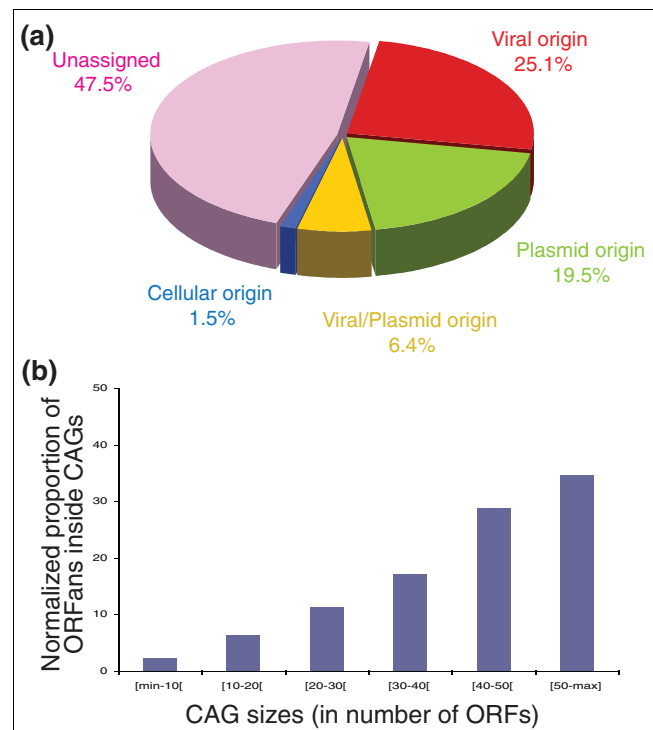 (a)
Unassigned
47.5%
Viral origin
25.1%
Plasmid origin
19.5%
Cellular origin
1.5%
Viral/Plasmid origin
6.4%
(b)
Normalized proportion of
ORFans inside CAGs
50
40
30
20
10
0
[min-10[
[10-20[
[20-30[
[30-40[
[40-50[
[50-max]
CAG sizes (in number of ORFs)